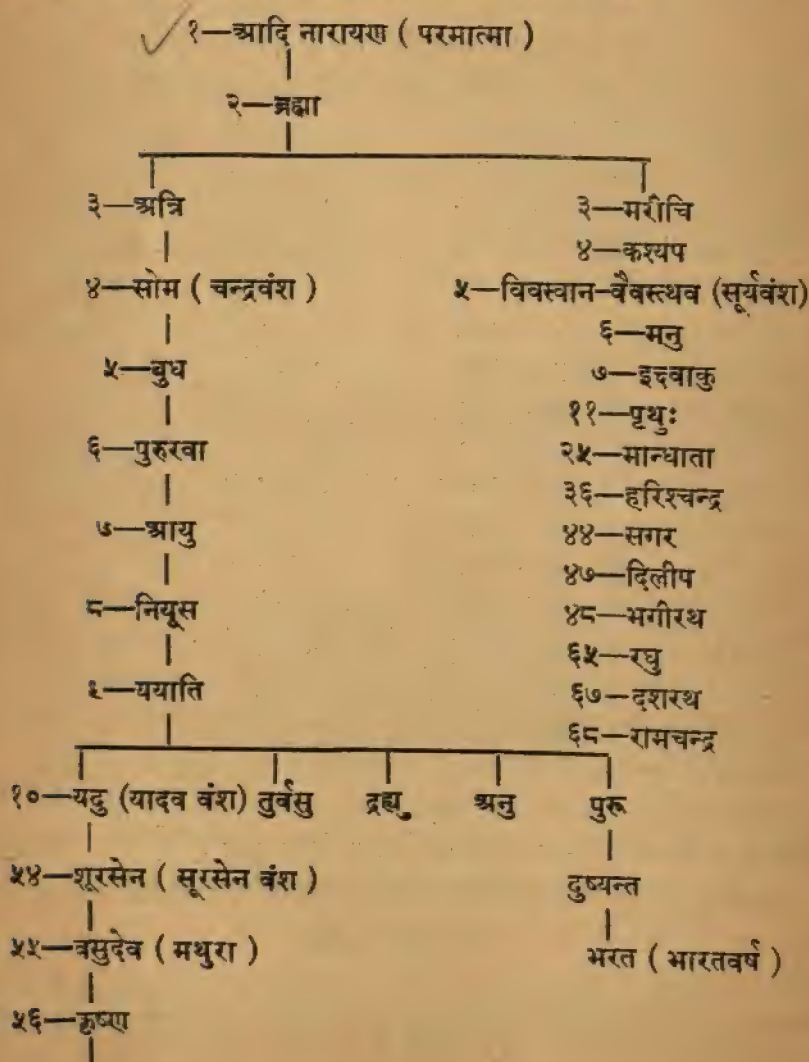 १—आदि नारायण ( परमात्मा )
२—ब्रह्मा
३—अत्रि
३—मरीचि
४—कश्यप
४—सोम ( चन्द्रवंश )
५—विवस्वान-वैवस्त्थव (सूर्यवंश)
६—मनु
५—बुध
७—इक्ष्वाकु
११—पृथुः
६—पुरुरवा
२५—मान्धाता
३६—हरिश्चन्द्र
७—आयु
४४—सगर
४७—दिलीप
८—नियूस
४८—भगीरथ
६५—रघु
९—ययाति
६७—दशरथ
६८—रामचन्द्र
१०—यदु (यादव वंश) तुर्वसु द्रह्यु अनु पुरू
५४—शूरसेन ( सूरसेन वंश )
दुष्यन्त
५५—वसुदेव ( मथुरा )
भरत ( भारतवर्ष )
५६—कृष्ण